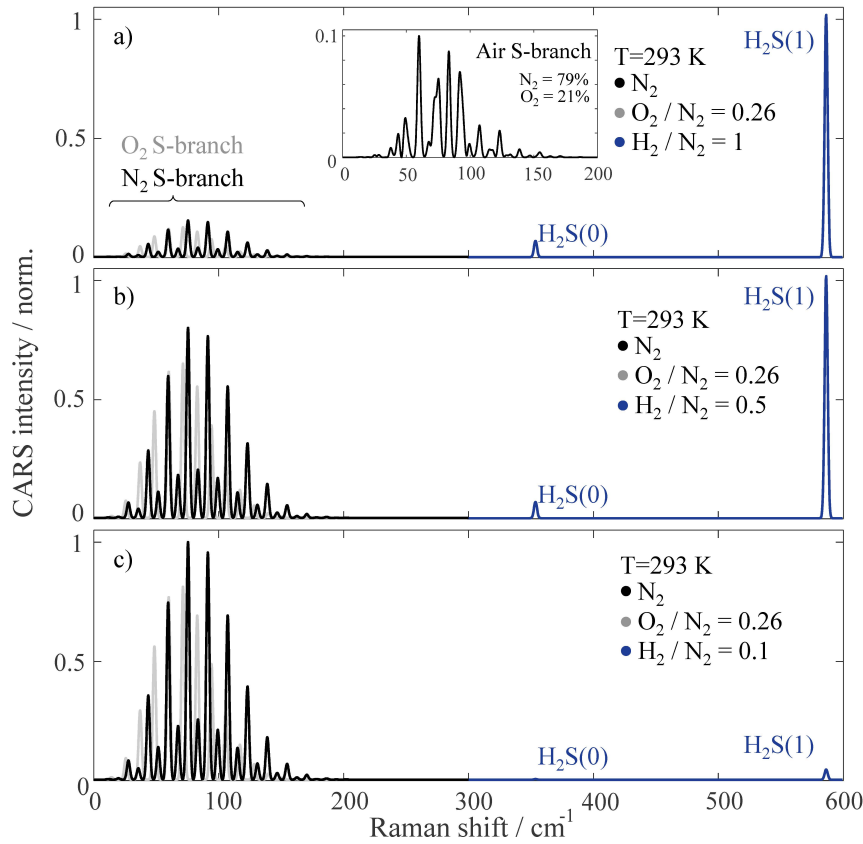 CARS intensity / norm.
1
0.5
0
a)
O₂ S-branch
N₂ S-branch
0.1
0
Air S-branch
N₂ = 79%
O₂ = 21%
0 50 100 150 200
H₂S(1)
T=293 K
● N₂
● O₂ / N₂ = 0.26
● H₂ / N₂ = 1
H₂S(0)
1
0.5
0
b)
H₂S(1)
T=293 K
● N₂
● O₂ / N₂ = 0.26
● H₂ / N₂ = 0.5
H₂S(0)
1
0.5
0
c)
T=293 K
● N₂
● O₂ / N₂ = 0.26
● H₂ / N₂ = 0.1
H₂S(0)
H₂S(1)
0 100 200 300 400 500 600
Raman shift / cm⁻¹